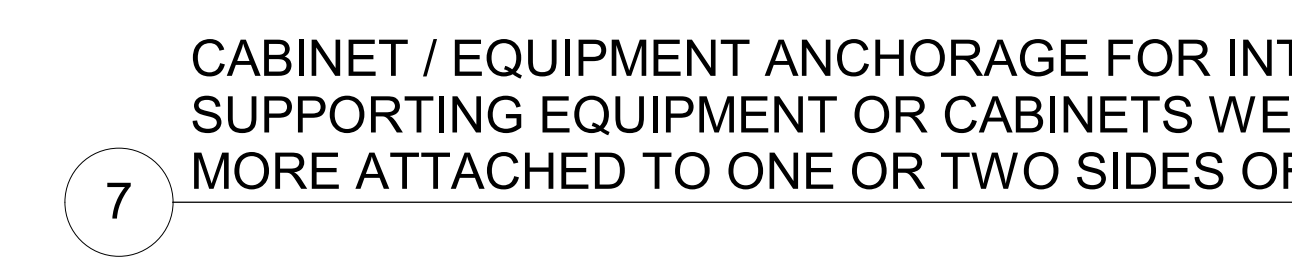 CABINET / EQUIPMENT ANCHORAGE FOR INT
SUPPORTING EQUIPMENT OR CABINETS WE
MORE ATTACHED TO ONE OR TWO SIDES OF
7